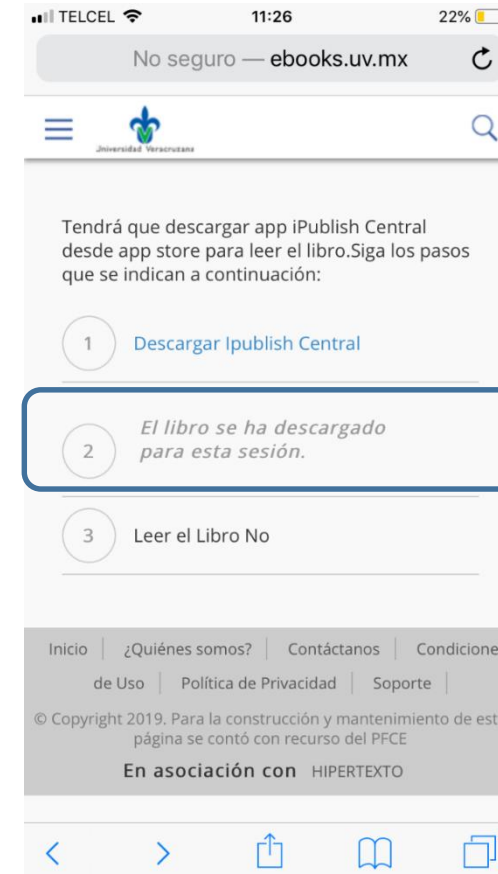 TELCEL 11:26 22%
No seguro — ebooks.uv.mx
Universidad Veracruzana
Tendrá que descargar app iPublish Central
desde app store para leer el libro.Siga los pasos
que se indican a continuación:
1 Descargar Ipublish Central
2 El libro se ha descargado
para esta sesión.
3 Leer el Libro No
Inicio | ¿Quiénes somos? | Contáctanos | Condicione
de Uso | Política de Privacidad | Soporte |
© Copyright 2019. Para la construcción y mantenimiento de est
página se contó con recurso del PFCE
En asociación con HIPERTEXTO